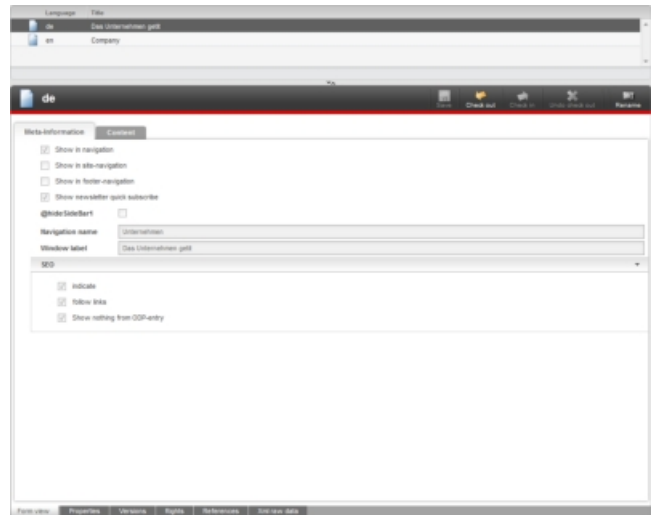 Language Title
de Das Unternehmen getit
en Company
de
Save Check out Check in Undo check out Rename
Meta-Information Content
Show in navigation
Show in site-navigation
Show in footer-navigation
Show newsletter quick subscribe
@hideSideBar1
Navigation name Unternehmen
Window label Das Unternehmen getit
SEO
indicate
follow links
Show nothing from ODP-entry
Form view Properties Versions Rights References Xml raw data